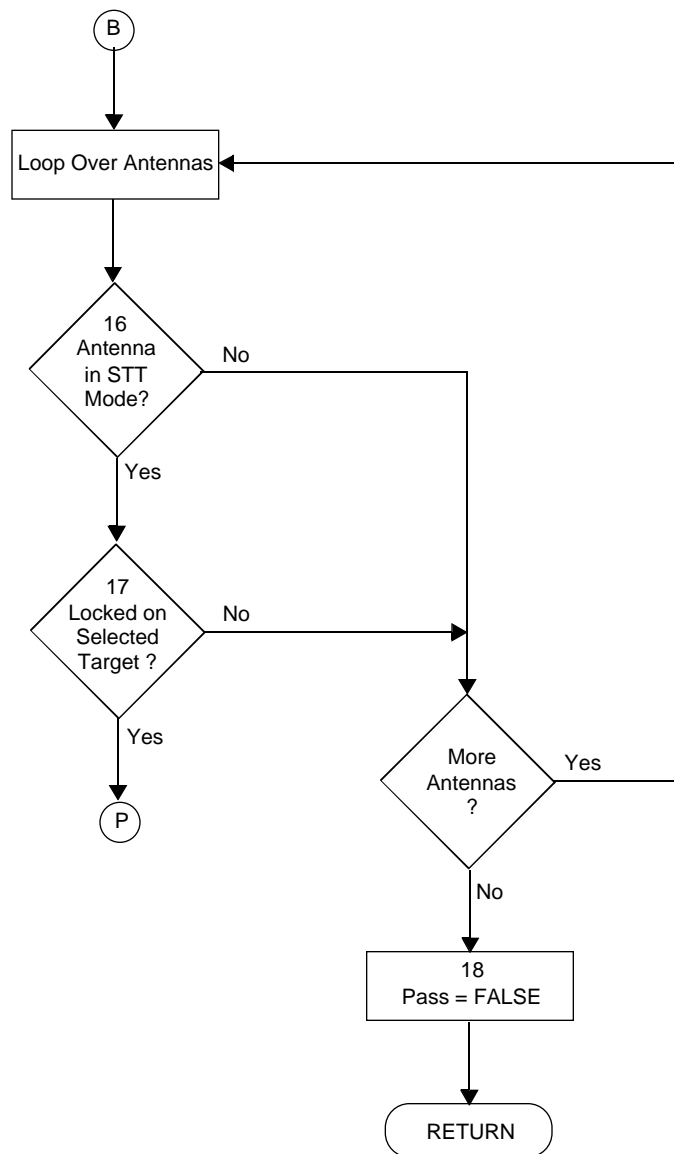 B
Loop Over Antennas
16
Antenna
in STT
Mode?
No
Yes
17
Locked on
Selected
Target ?
No
Yes
P
More
Antennas
?
Yes
No
18
Pass = FALSE
RETURN